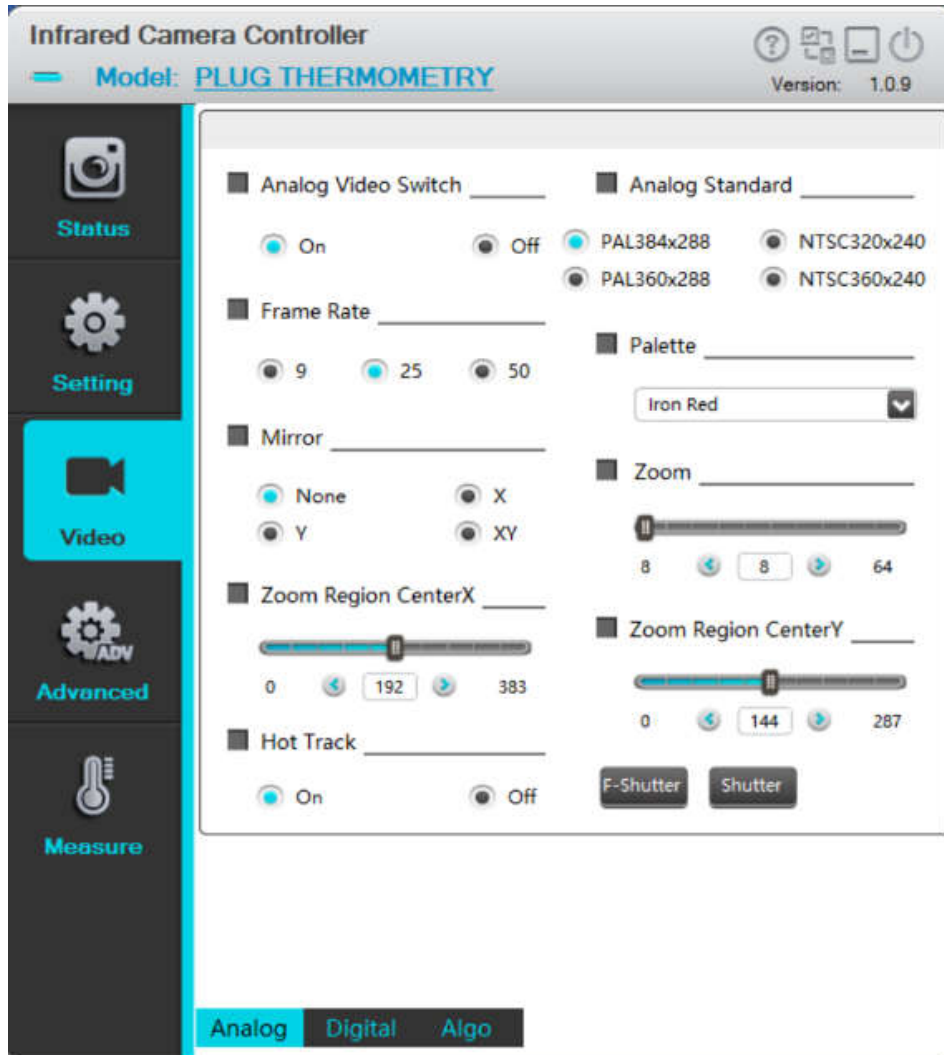 Infrared Camera Controller
Model: PLUG THERMOMETRY
Version: 1.0.9
Status
Setting
Video
ADV
Advanced
Measure
Analog Video Switch
On Off
Frame Rate
9 25 50
Mirror
None X
Y XY
Zoom Region CenterX
0 192 383
Hot Track
On Off
Analog Standard
PAL384x288 NTSC320x240
PAL360x288 NTSC360x240
Palette
Iron Red
Zoom
8 8 64
Zoom Region CenterY
0 144 287
F-Shutter Shutter
Analog Digital Algo